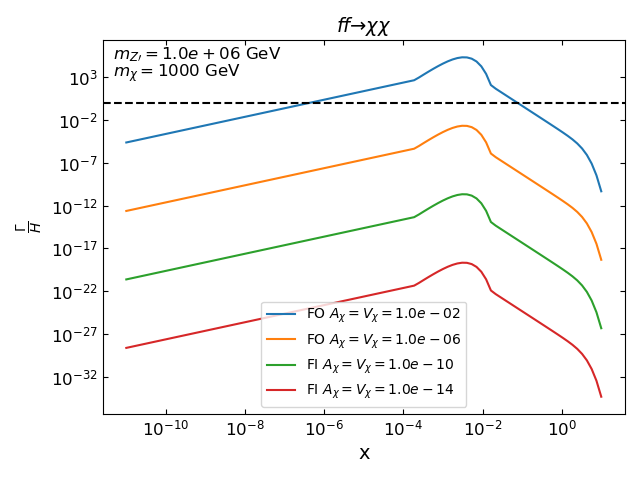 ff→χχ
m_{Z′} = 1.0e + 06 GeV
m_χ = 1000 GeV
10^3
10^{−2}
10^{−7}
10^{−12}
10^{−17}
10^{−22}
10^{−27}
10^{−32}
Γ/H
FO A_χ = V_χ = 1.0e − 02
FO A_χ = V_χ = 1.0e − 06
FI A_χ = V_χ = 1.0e − 10
FI A_χ = V_χ = 1.0e − 14
10^{−10} 10^{−8} 10^{−6} 10^{−4} 10^{−2} 10^0
x